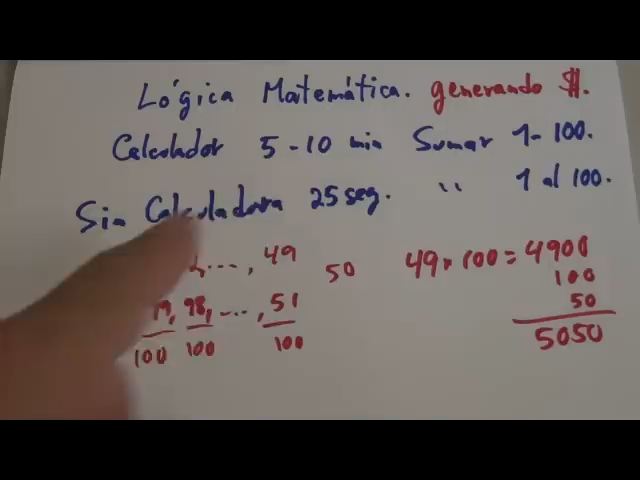 Lógica Matemática. generando $.
Calculador 5-10 min Sumar 1-100.
Sin Calculadora 25 seg. " 1 al 100.
..., 49 50 49 × 100 = 4900
98, ..., 51 100
100 100 100 50
5050